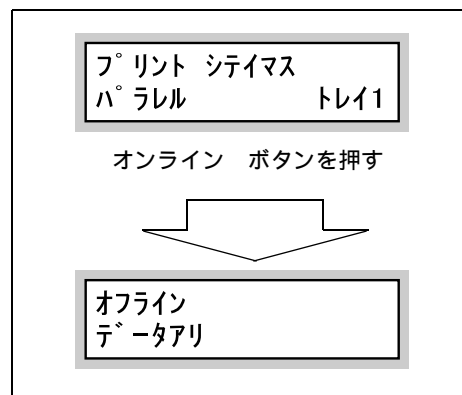 プリント シテイマス
パラレル トレイ1
オンライン ボタンを押す
オフライン
データアリ